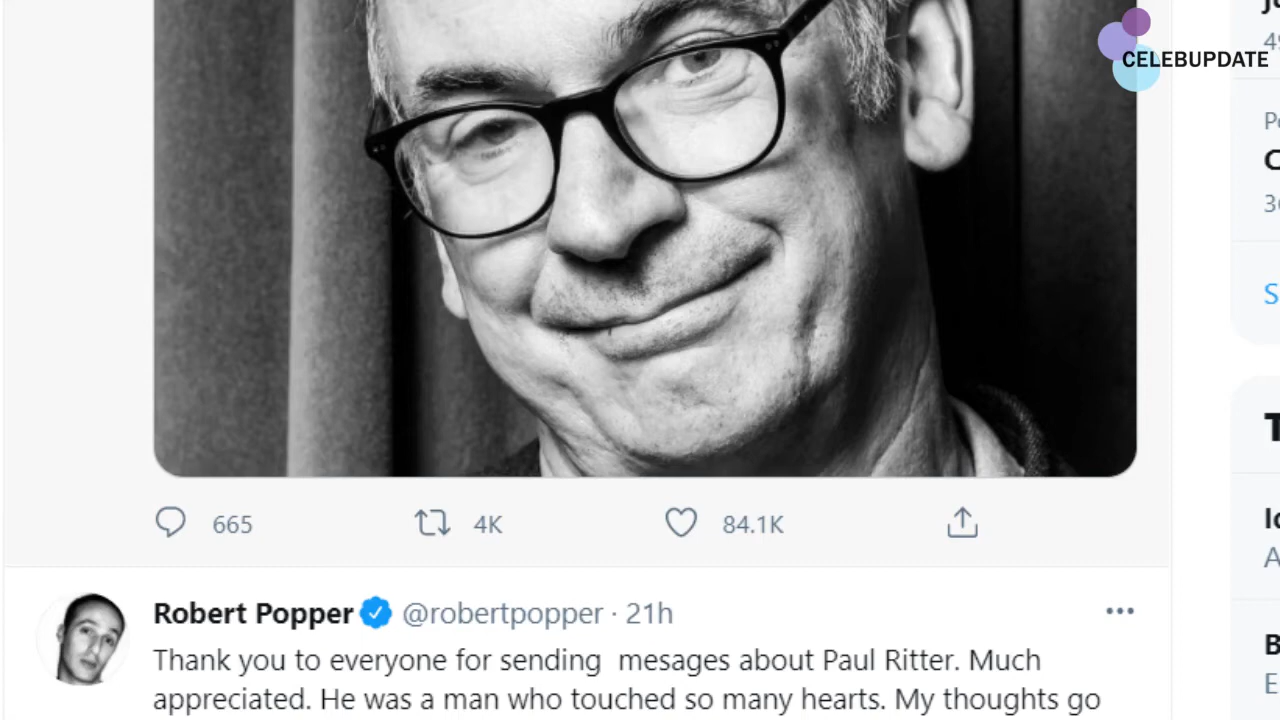 CELEBUPDATE
665
4K
84.1K
Robert Popper @robertpopper · 21h
Thank you to everyone for sending  mesages about Paul Ritter. Much
appreciated. He was a man who touched so many hearts. My thoughts go